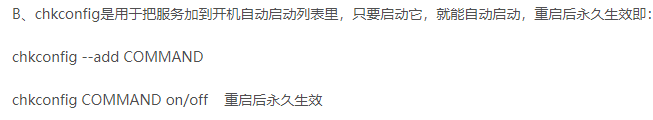 B、chkconfig是用于把服务加到开机自动启动列表里，只要启动它，就能自动启动，重启后永久生效即：
chkconfig --add COMMAND
chkconfig COMMAND on/off    重启后永久生效